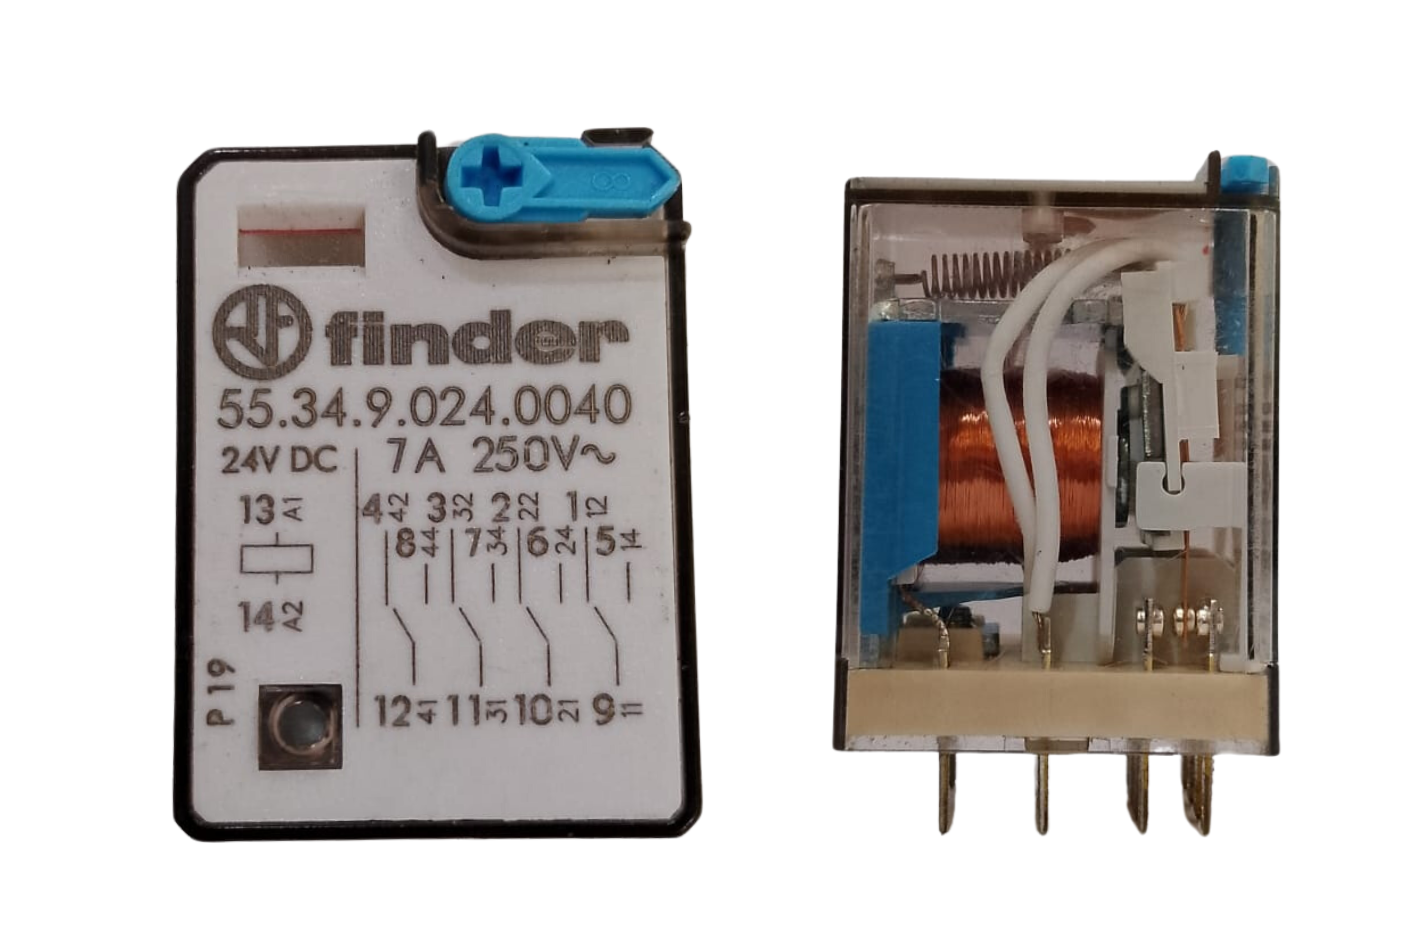 finder
55.34.9.024.0040
24V DC 7A 250V~
13 A1 4 42 3 32 2 22 1 12
8 44 7 34 6 24 5 14
14 A2
P19
12 41 11 31 10 21 9 11